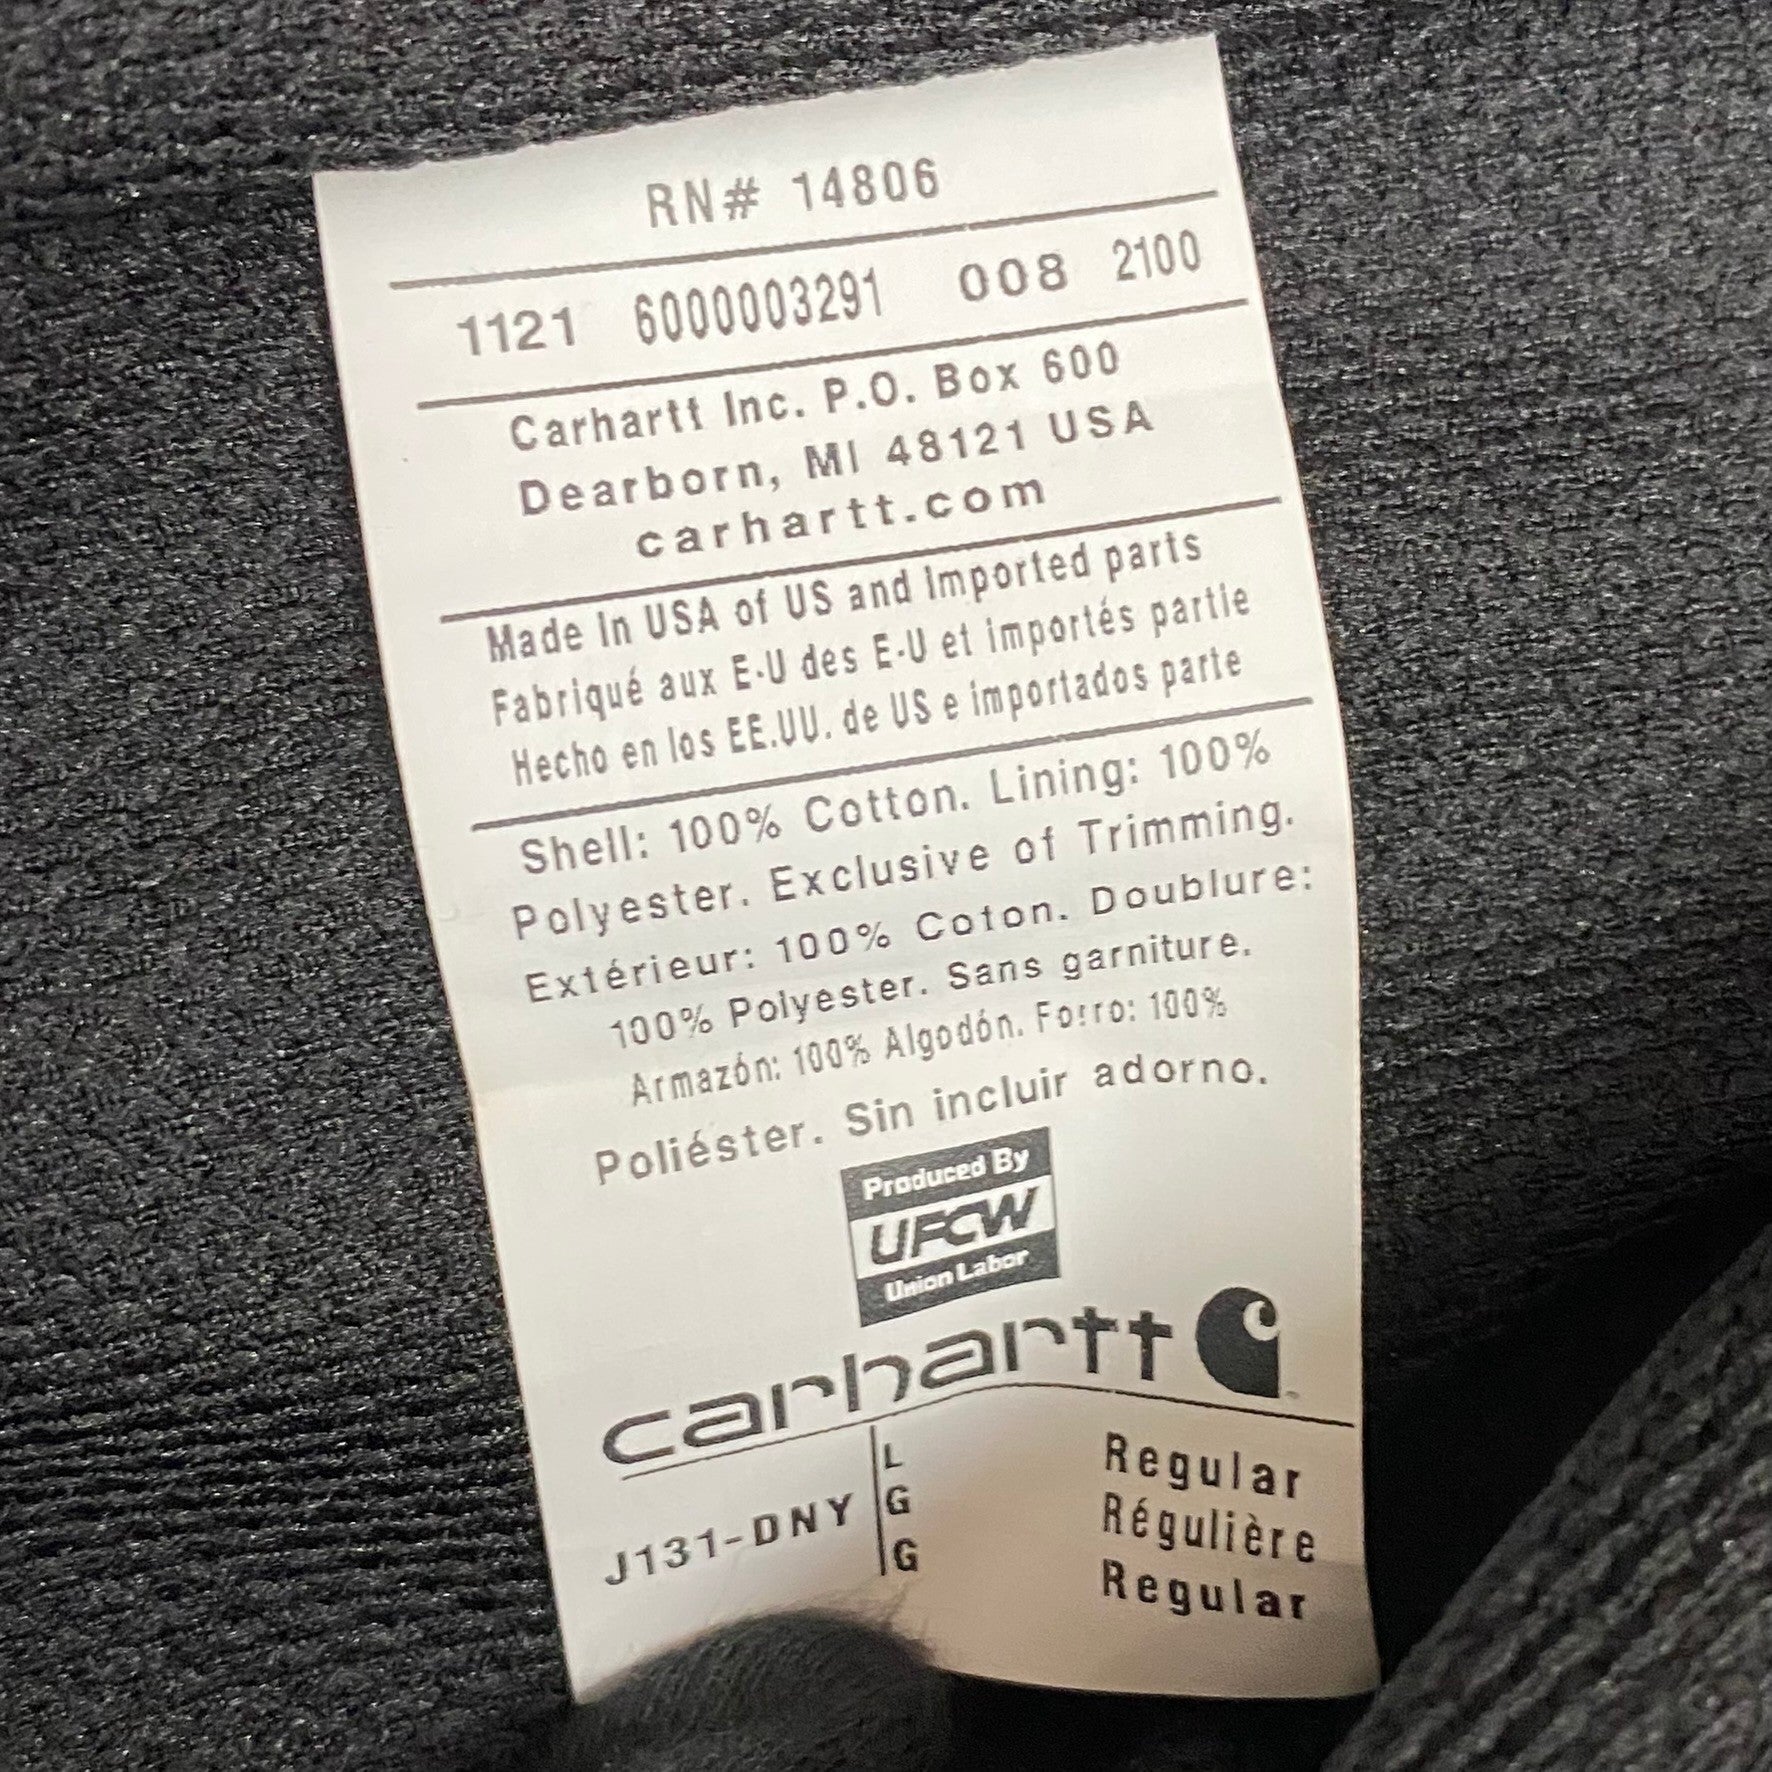 RN# 14806
1121 6000003291 008 2100
Carhartt Inc. P.O. Box 600
Dearborn, MI 48121 USA
carhartt.com
Made In USA of US and Imported parts
Fabriqué aux E-U des E-U et importés partie
Hecho en los EE.UU. de US e importados parte
Shell: 100% Cotton. Lining: 100%
Polyester. Exclusive of Trimming.
Extérieur: 100% Coton. Doublure:
100% Polyester. Sans garniture.
Armazón: 100% Algodón. Forro: 100%
Poliéster. Sin incluir adorno.
Produced By
UFCW
Union Labor
carhartt
J131-DNY
L Regular
G Régulière
G Regular